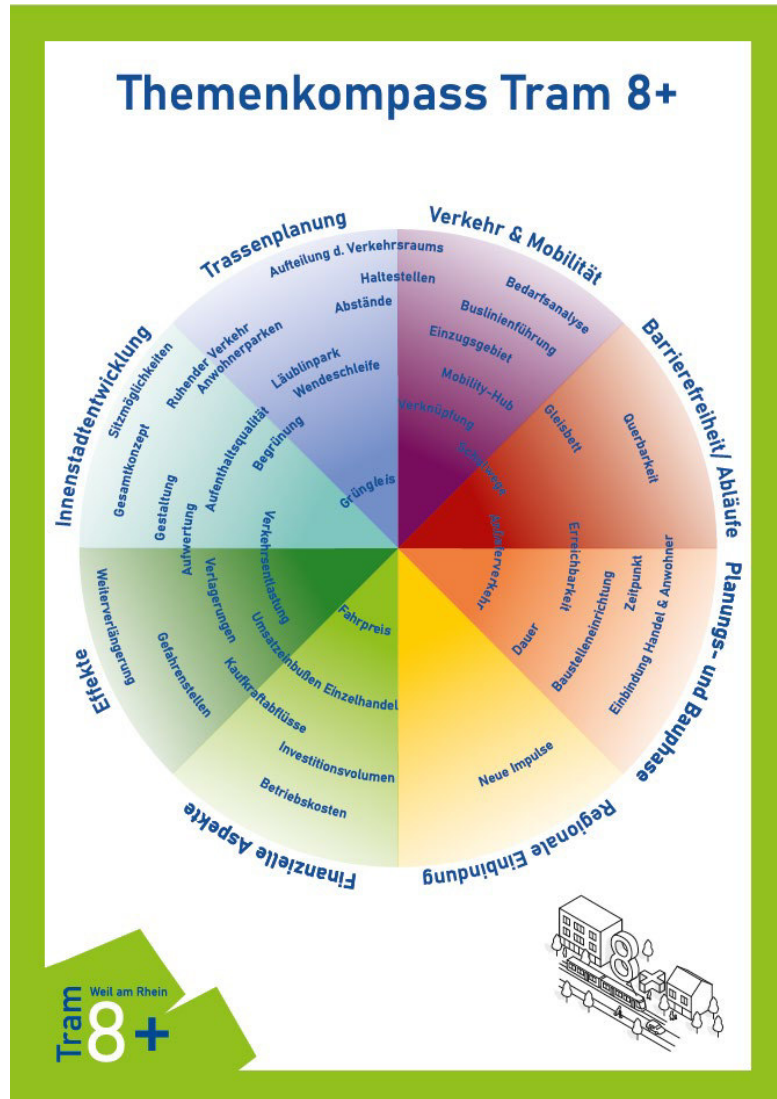 Themenkompass Tram 8+
Trassenplanung
Verkehr & Mobilität
Barrierefreiheit/ Abläufe
Planungs- und Bauphase
Regionale Einbindung
Finanzielle Aspekte
Effekte
Innenstadtentwicklung
Aufteilung d. Verkehrsraums
Haltestellen
Abstände
Läublinpark
Wendeschleife
Grüngleis
Bedarfsanalyse
Buslinienführung
Einzugsgebiet
Mobility-Hub
Verknüpfung
Schulwege
Gleisbett
Querbarkeit
Erreichbarkeit
Dauer
Baustelleneinrichtung
Zeitpunkt
Einbindung Handel & Anwohner
Neue Impulse
Fahrpreis
Umsatzeinbußen Einzelhandel
Kaufkraftabflüsse
Investitionsvolumen
Betriebskosten
Verkehrsentlastung
Verlagerungen
Gefahrenstellen
Weiterverlängerung
Sitzmöglichkeiten
Ruhender Verkehr
Anwohnerparken
Gesamtkonzept
Gestaltung
Aufwertung
Aufenthaltsqualität
Begrünung
Weil am Rhein
Tram
8+
8+